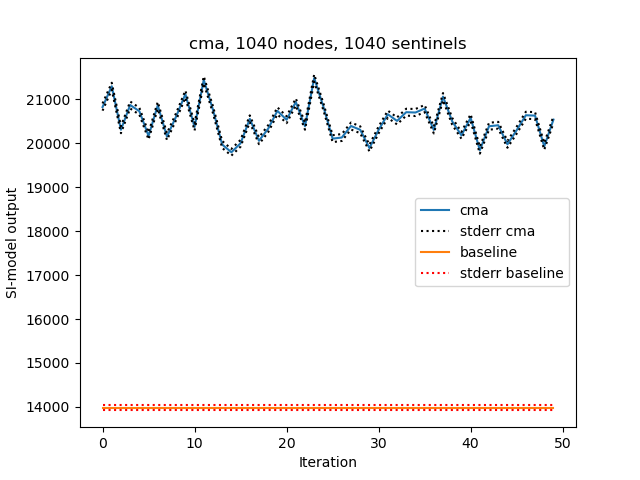 cma, 1040 nodes, 1040 sentinels
SI-model output
21000
20000
19000
18000
17000
16000
15000
14000
cma
stderr cma
baseline
stderr baseline
0 10 20 30 40 50
Iteration